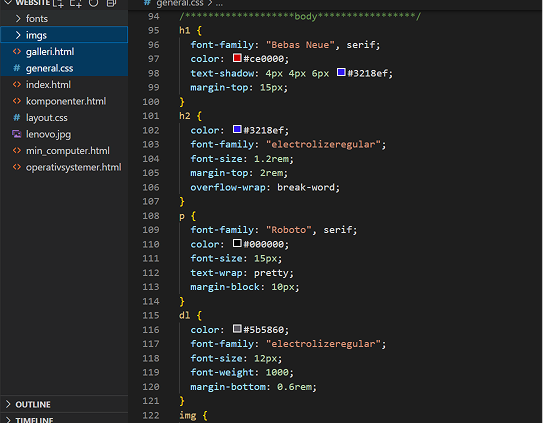 WEBSITE
fonts
imgs
galleri.html
general.css
index.html
komponenter.html
layout.css
lenovo.jpg
min_computer.html
operativsystemer.html
OUTLINE
TIMELINE
general.css > ...
94 /*******************body*****************/
95 h1 {
96 font-family: "Bebas Neue", serif;
97 color: #ce0000;
98 text-shadow: 4px 4px 6px #3218ef;
99 margin-top: 15px;
100 }
101 h2 {
102 color: #3218ef;
103 font-family: "electrolizeregular";
104 font-size: 1.2rem;
105 margin-top: 2rem;
106 overflow-wrap: break-word;
107 }
108 p {
109 font-family: "Roboto", serif;
110 color: #000000;
111 font-size: 15px;
112 text-wrap: pretty;
113 margin-block: 10px;
114 }
115 dl {
116 color: #5b5860;
117 font-family: "electrolizeregular";
118 font-size: 12px;
119 font-weight: 1000;
120 margin-bottom: 0.6rem;
121 }
122 img {